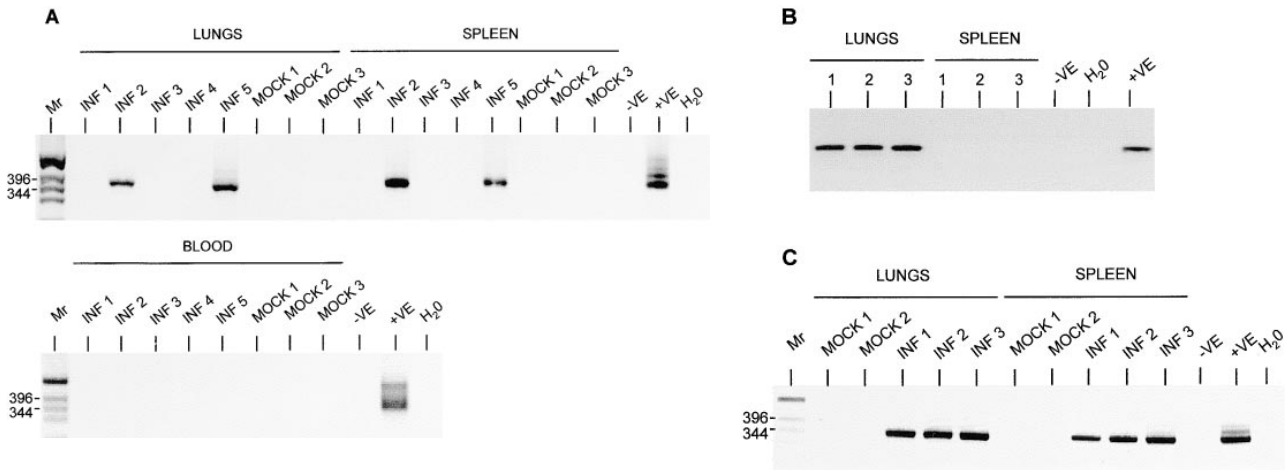 A
LUNGS SPLEEN
Mr INF 1 INF 2 INF 3 INF 4 INF 5 MOCK 1 MOCK 2 MOCK 3 INF 1 INF 2 INF 3 INF 4 INF 5 MOCK 1 MOCK 2 MOCK 3 -VE +VE H20
396
344
BLOOD
Mr INF 1 INF 2 INF 3 INF 4 INF 5 MOCK 1 MOCK 2 MOCK 3 -VE +VE H20
396
344
B
LUNGS SPLEEN
1 2 3 1 2 3 -VE H20 +VE
C
LUNGS SPLEEN
Mr MOCK 1 MOCK 2 INF 1 INF 2 INF 3 MOCK 1 MOCK 2 INF 1 INF 2 INF 3 -VE +VE H20
396
344